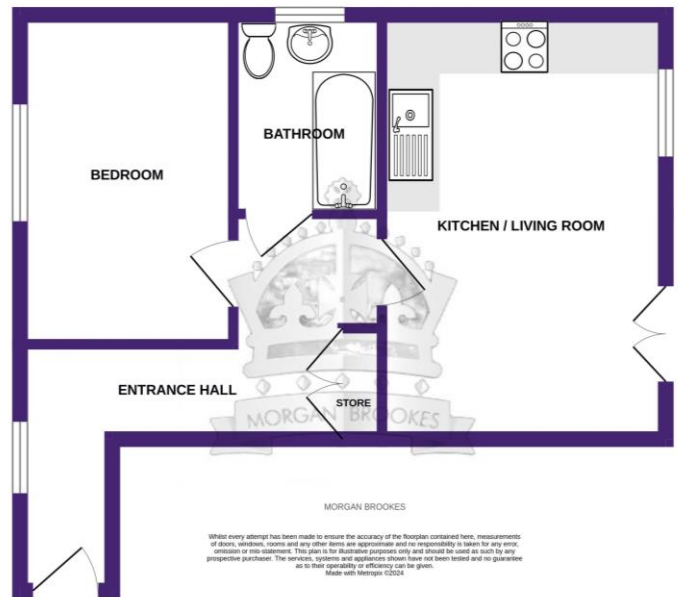 BATHROOM
BEDROOM
KITCHEN / LIVING ROOM
ENTRANCE HALL
STORE
MORGAN BROOKES
MORGAN BROOKES
Whilst every attempt has been made to ensure the accuracy of the floorplan contained here, measurements
of doors, windows, rooms and any other items are approximate and no responsibility is taken for any error,
omission or mis-statement. This plan is for illustrative purposes only and should be used as such by any
prospective purchaser. The services, systems and appliances shown have not been tested and no guarantee
as to their operability or efficiency can be given.
Made with Metropix ©2024